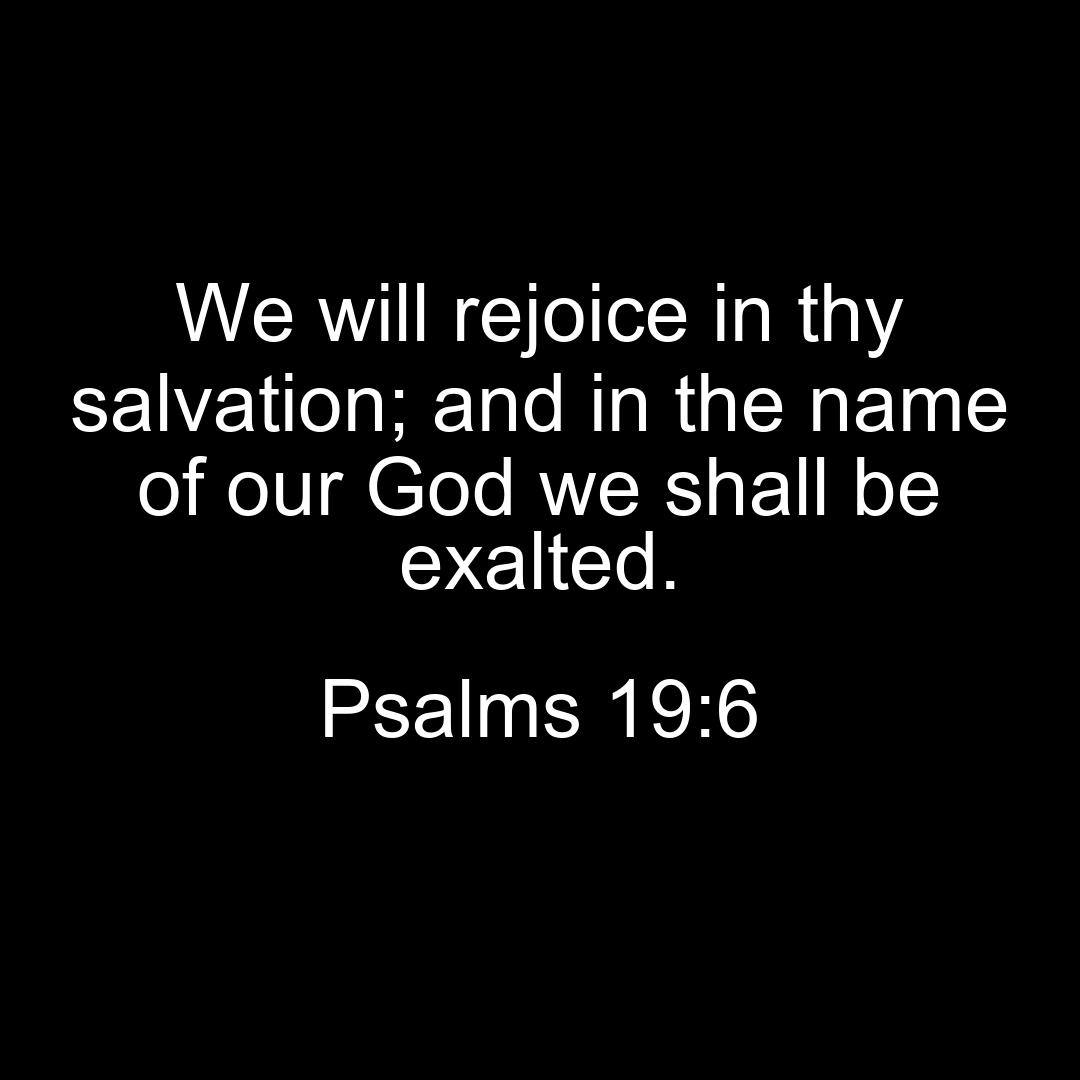 We will rejoice in thy
salvation; and in the name
of our God we shall be
exalted.
Psalms 19:6